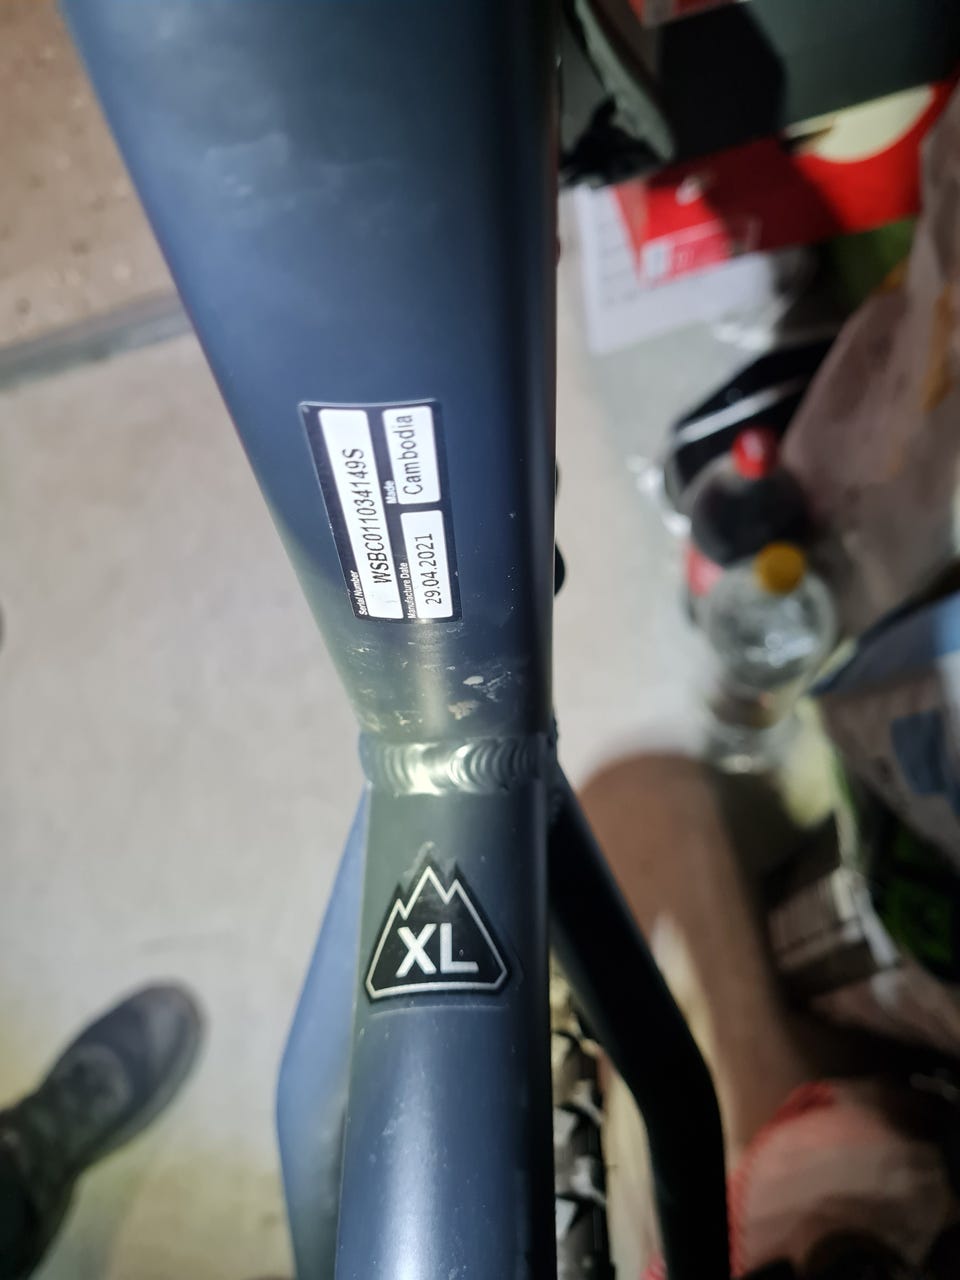 Serial Number
WSBC011034149S
Manufacture Date
29.04.2021
Made
Cambodia
XL